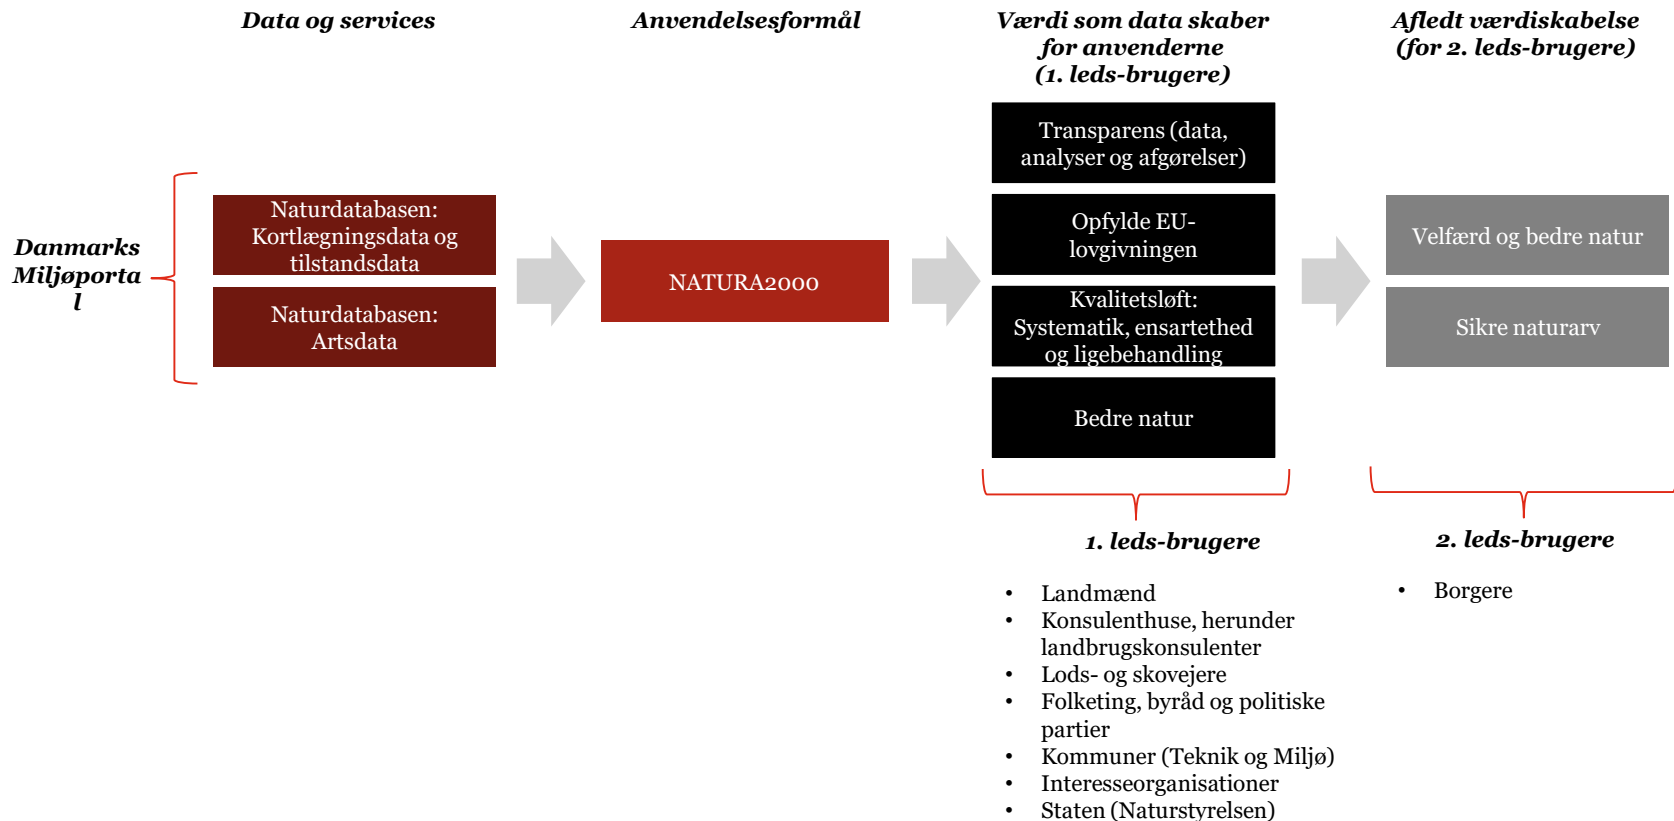 Data og services
Anvendelsesformål
Værdi som data skaber
for anvenderne
(1. leds-brugere)
Afledt værdiskabelse
(for 2. leds-brugere)
Danmarks
Miljøporta
l
Naturdatabasen:
Kortlægningsdata og
tilstandsdata
Naturdatabasen:
Artsdata
NATURA2000
Transparens (data,
analyser og afgørelser)
Opfylde EU-
lovgivningen
Kvalitetsløft:
Systematik, ensartethed
og ligebehandling
Bedre natur
Velfærd og bedre natur
Sikre naturarv
1. leds-brugere
• Landmænd
• Konsulenthuse, herunder
landbrugskonsulenter
• Lods- og skovejere
• Folketing, byråd og politiske
partier
• Kommuner (Teknik og Miljø)
• Interesseorganisationer
• Staten (Naturstyrelsen)
2. leds-brugere
• Borgere